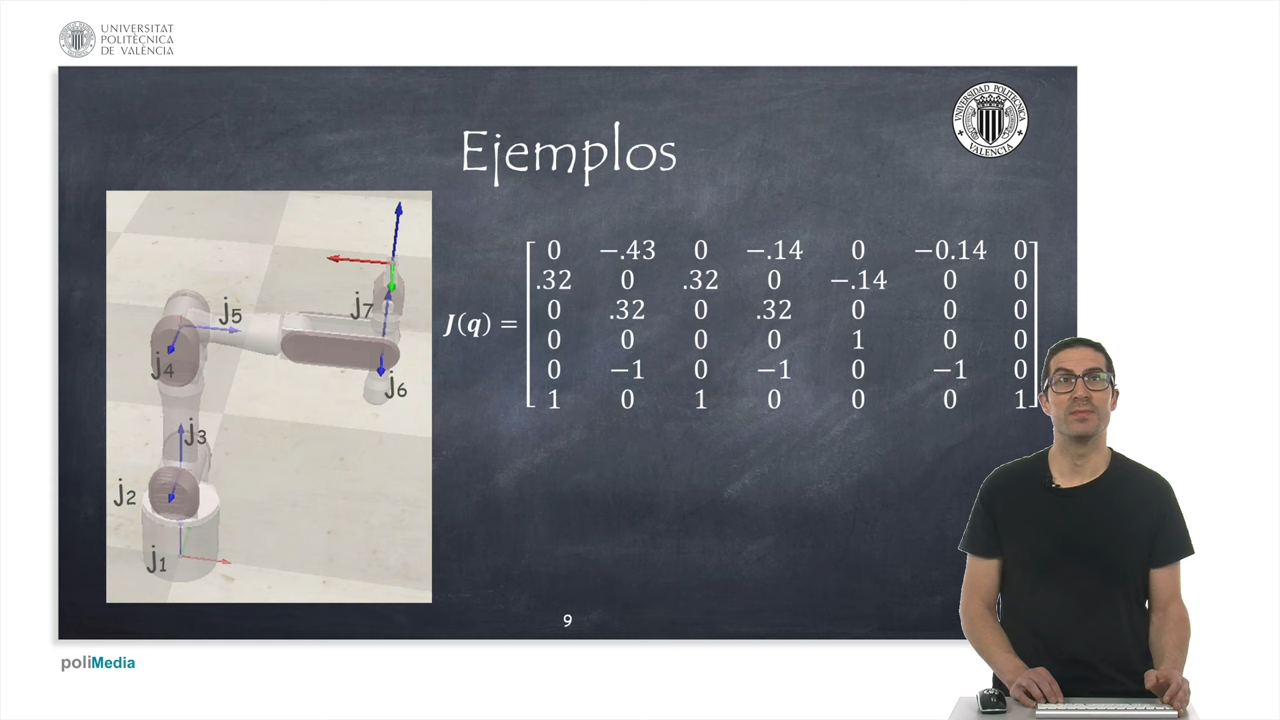 UNIVERSITAT
POLITÈCNICA
DE VALÈNCIA
UNIVERSIDAD POLITECNICA
VALENCIA
Ejemplos
j7
j5
j4
j6
j3
j2
j1
J(q) =
0 −.43 0 −.14 0 −0.14 0
.32 0 .32 0 −.14 0 0
0 .32 0 .32 0 0 0
0 0 0 0 1 0 0
0 −1 0 −1 0 −1 0
1 0 1 0 0 0 1
9
poliMedia